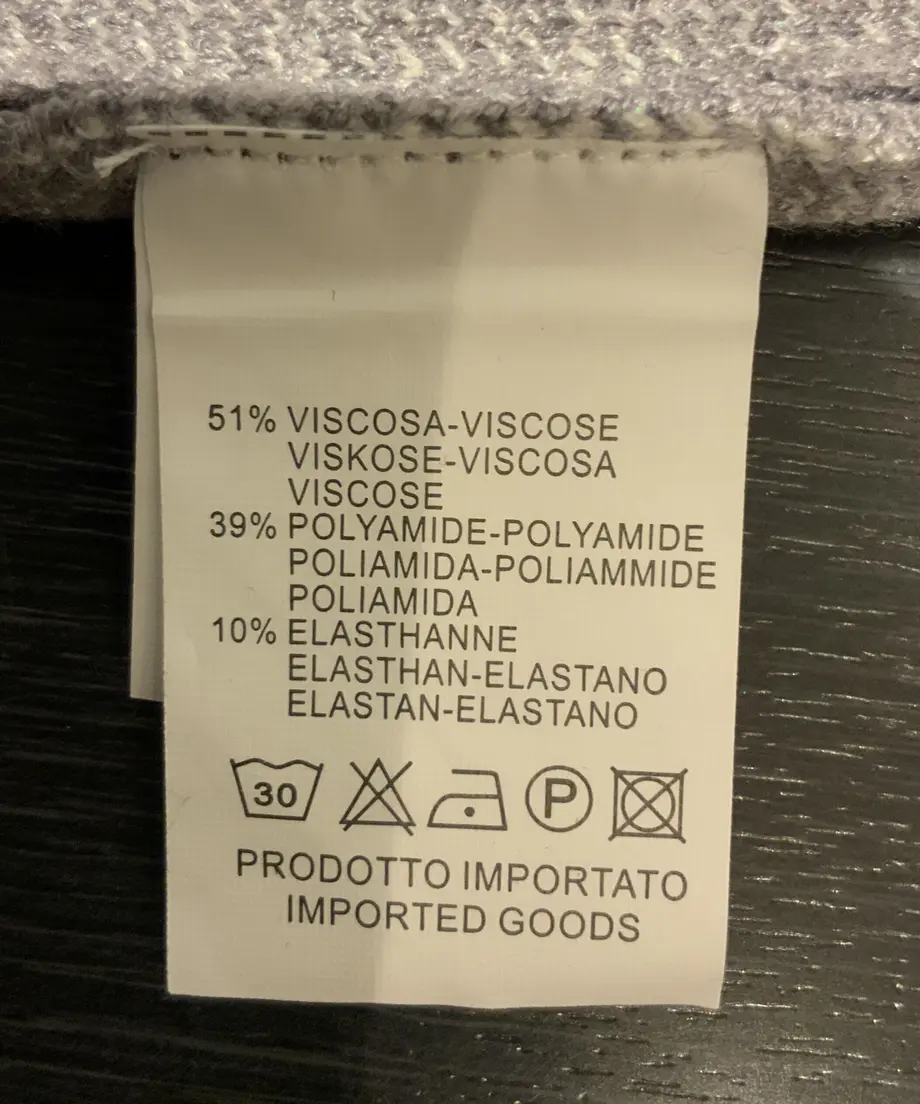 51% VISCOSA-VISCOSE
VISKOSE-VISCOSA
VISCOSE
39% POLYAMIDE-POLYAMIDE
POLIAMIDA-POLIAMMIDE
POLIAMIDA
10% ELASTHANNE
ELASTHAN-ELASTANO
ELASTAN-ELASTANO
30 P
PRODOTTO IMPORTATO
IMPORTED GOODS